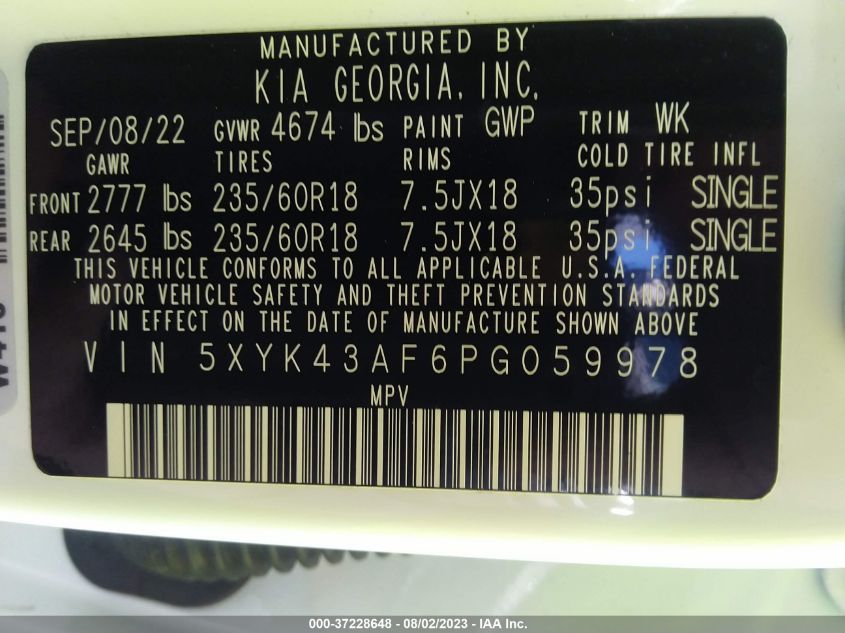 MANUFACTURED BY
KIA GEORGIA, INC.
SEP/08/22 GVWR 4674 lbs PAINT GWP TRIM WK
GAWR TIRES RIMS COLD TIRE INFL
FRONT 2777 lbs 235/60R18 7.5JX18 35psi SINGLE
REAR 2645 lbs 235/60R18 7.5JX18 35psi SINGLE
THIS VEHICLE CONFORMS TO ALL APPLICABLE U.S.A. FEDERAL
MOTOR VEHICLE SAFETY AND THEFT PREVENTION STANDARDS
IN EFFECT ON THE DATE OF MANUFACTURE SHOWN ABOVE
VIN 5XYK43AF6PG059978
MPV
000-37228648 - 08/02/2023 - IAA Inc.